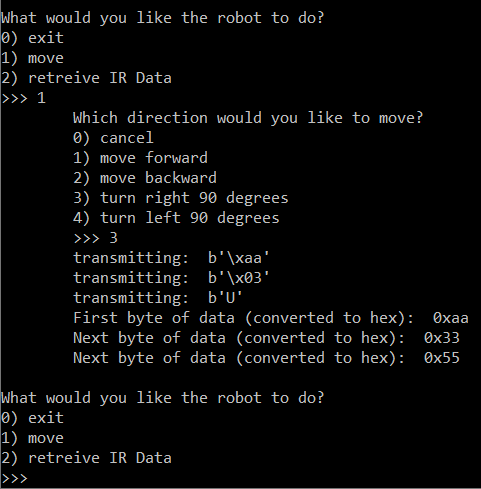 What would you like the robot to do?
0) exit
1) move
2) retreive IR Data
>>> 1
Which direction would you like to move?
0) cancel
1) move forward
2) move backward
3) turn right 90 degrees
4) turn left 90 degrees
>>> 3
transmitting:  b'\xaa'
transmitting:  b'\x03'
transmitting:  b'U'
First byte of data (converted to hex):  0xaa
Next byte of data (converted to hex):  0x33
Next byte of data (converted to hex):  0x55
What would you like the robot to do?
0) exit
1) move
2) retreive IR Data
>>>